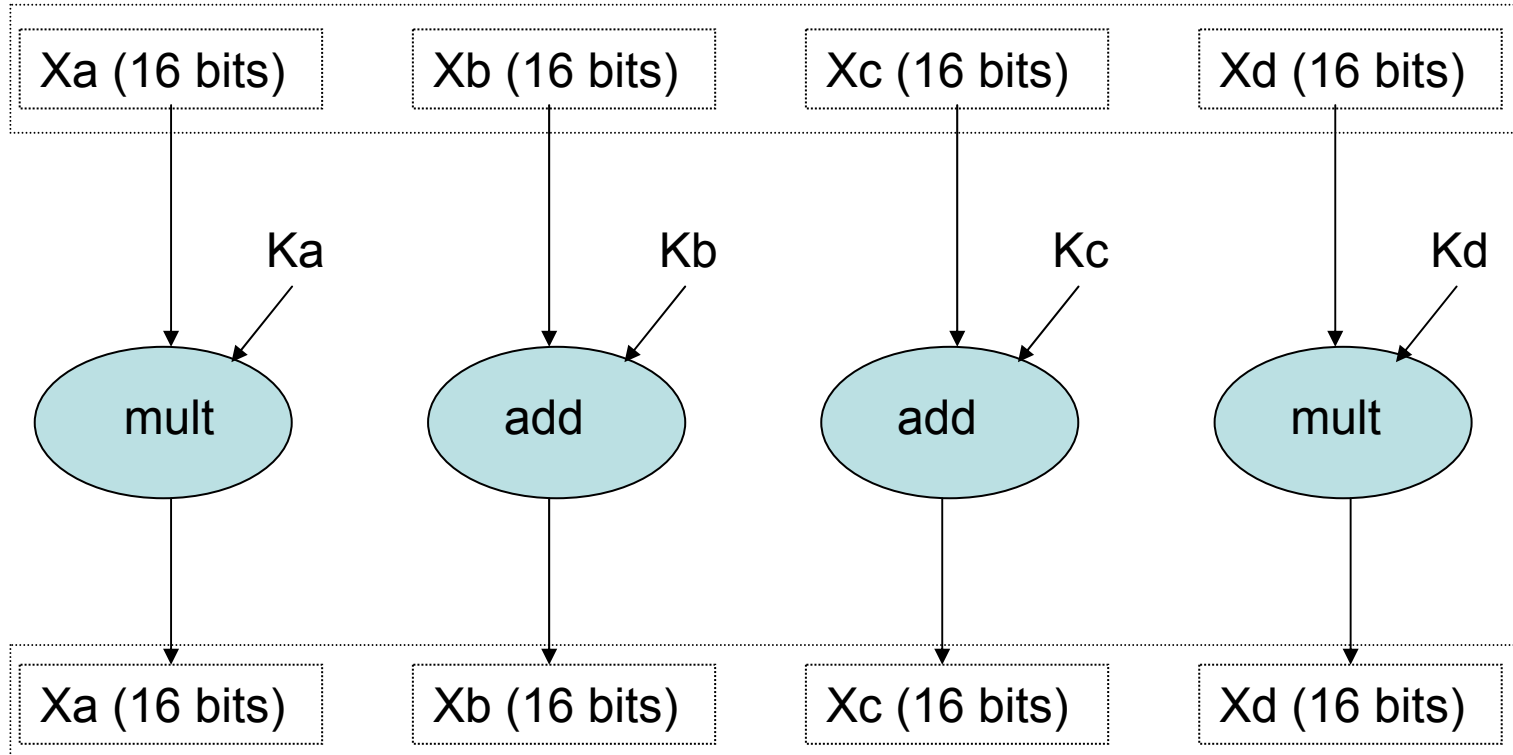 Xa (16 bits)
Xb (16 bits)
Xc (16 bits)
Xd (16 bits)
Ka
Kb
Kc
Kd
mult
add
add
mult
Xa (16 bits)
Xb (16 bits)
Xc (16 bits)
Xd (16 bits)